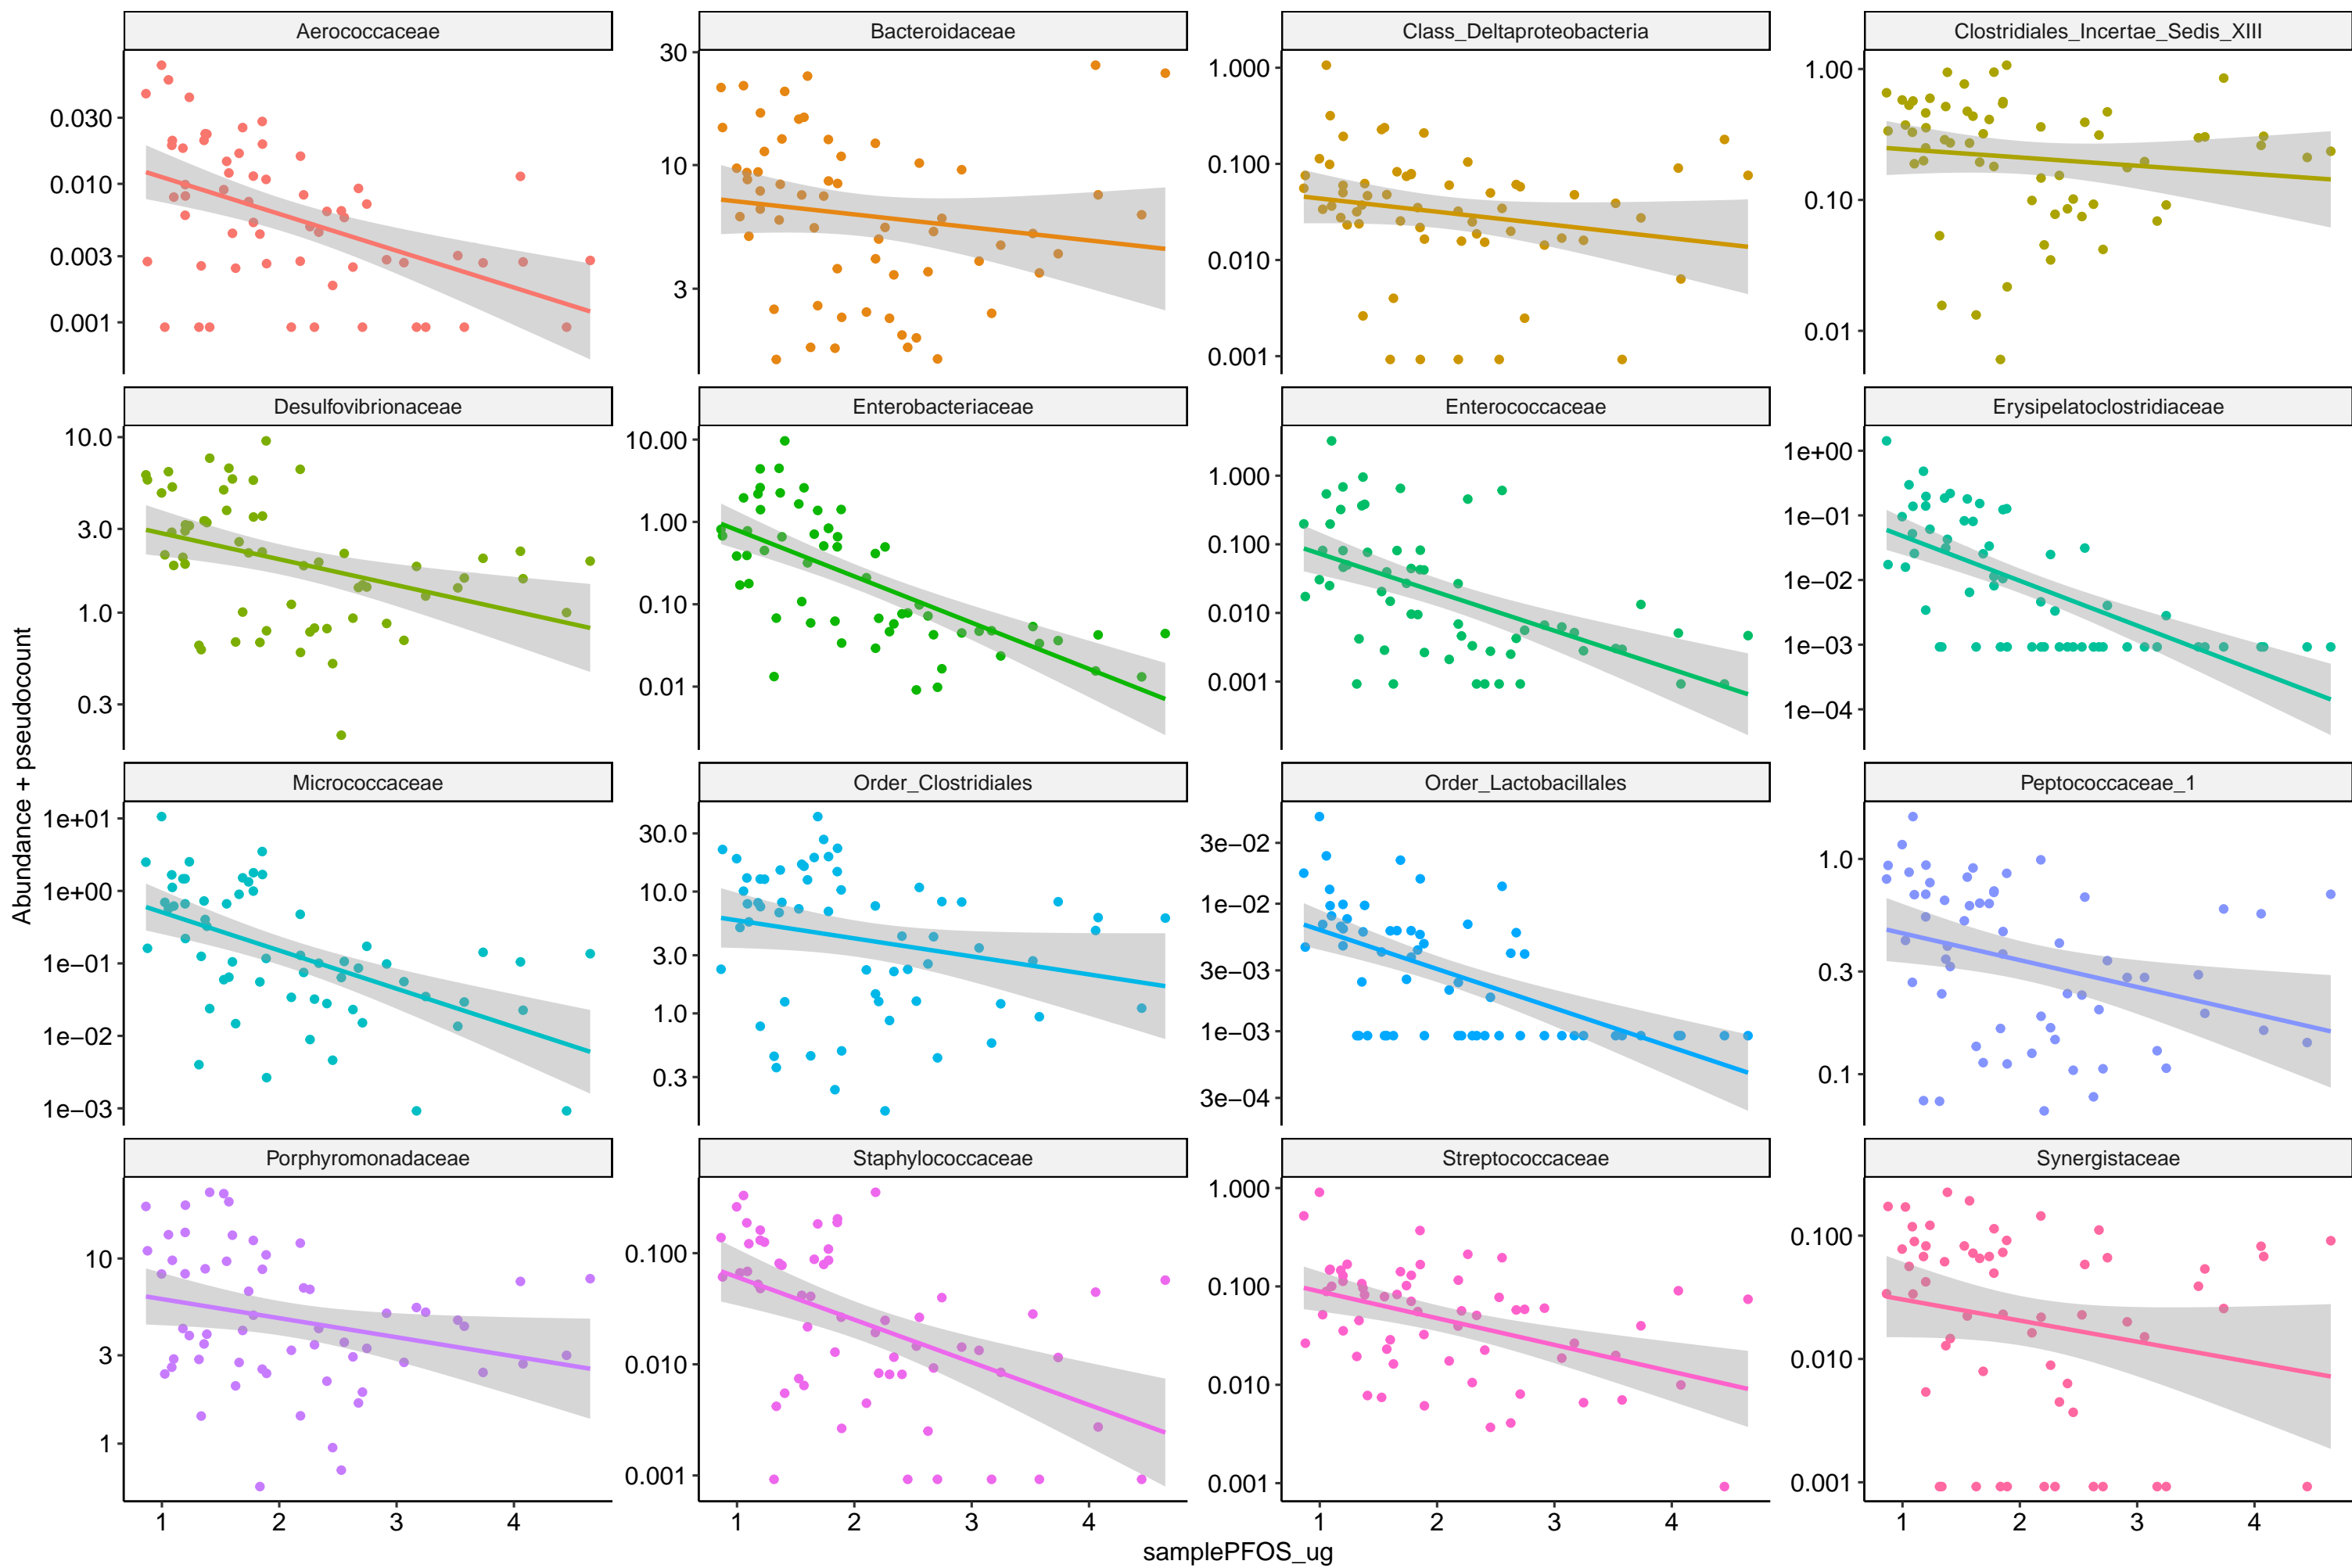 Aerococcaceae
Bacteroidaceae
Class_Deltaproteobacteria
Clostridiales_Incertae_Sedis_XIII
0.030
0.010
0.003
0.001
30
10
3
1.000
0.100
0.010
0.001
1.00
0.10
0.01
Desulfovibrionaceae
Enterobacteriaceae
Enterococcaceae
Erysipelatoclostridiaceae
10.0
3.0
1.0
0.3
10.00
1.00
0.10
0.01
1.000
0.100
0.010
0.001
1e+00
1e−01
1e−02
1e−03
1e−04
Abundance + pseudocount
Micrococcaceae
Order_Clostridiales
Order_Lactobacillales
Peptococcaceae_1
1e+01
1e+00
1e−01
1e−02
1e−03
30.0
10.0
3.0
1.0
0.3
3e−02
1e−02
3e−03
1e−03
3e−04
1.0
0.3
0.1
Porphyromonadaceae
Staphylococcaceae
Streptococcaceae
Synergistaceae
10
3
1
0.100
0.010
0.001
1.000
0.100
0.010
0.001
0.100
0.010
0.001
1 2 3 4
1 2 3 4
1 2 3 4
1 2 3 4
samplePFOS_ug